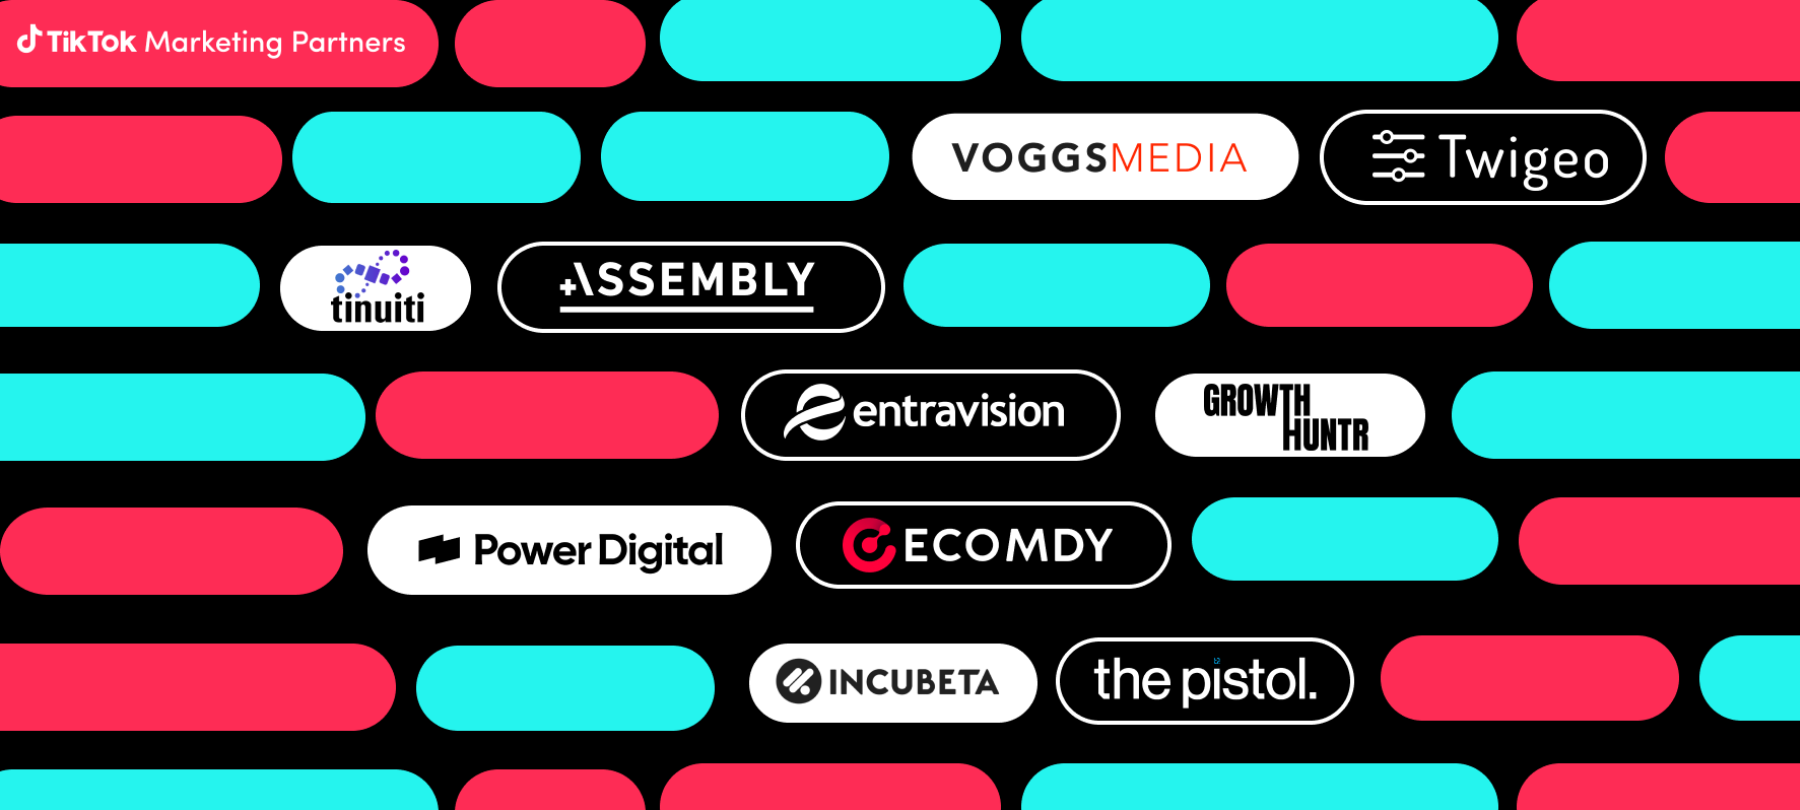 TikTok Marketing Partners
VOGGSMEDIA
Twigeo
tinuiti
ASSEMBLY
entravision
GROWTH
HUNTR
Power Digital
ECOMDY
INCUBETA
the pistol.